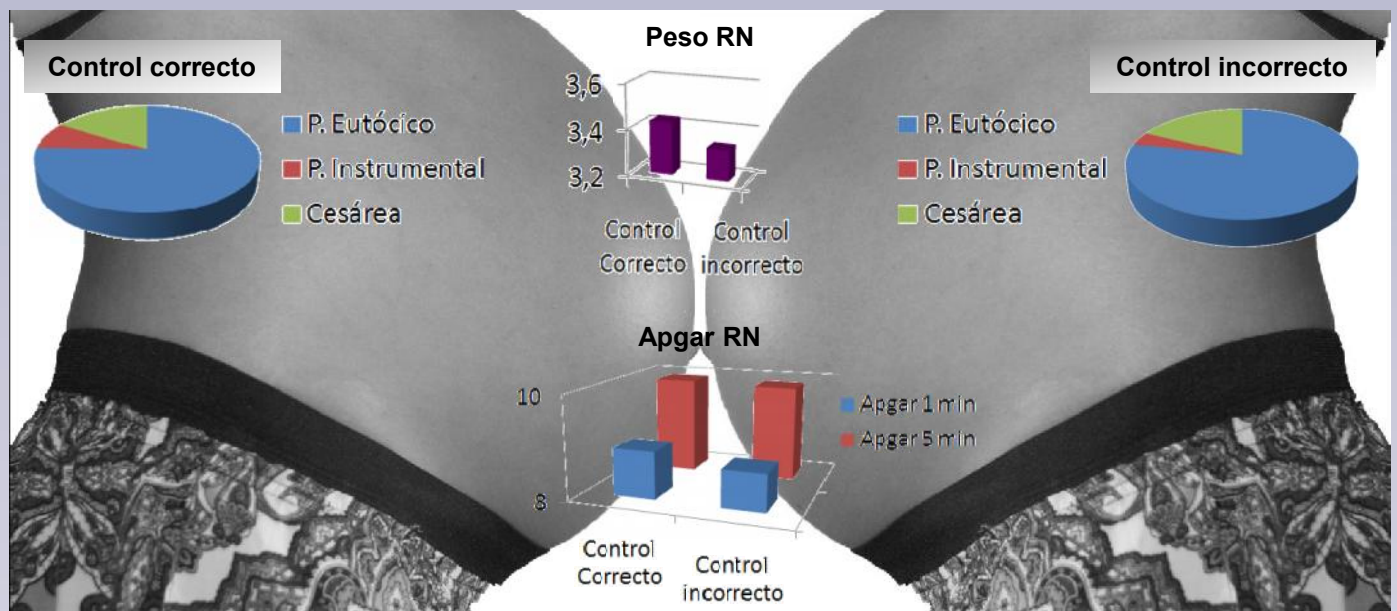 Control correcto
P. Eutócico
P. Instrumental
Cesárea
Peso RN
3,6
3,4
3,2
Control
Correcto
Control
incorrecto
Control incorrecto
P. Eutócico
P. Instrumental
Cesárea
Apgar RN
10
8
Control
Correcto
Control
incorrecto
Apgar 1 min
Apgar 5 min